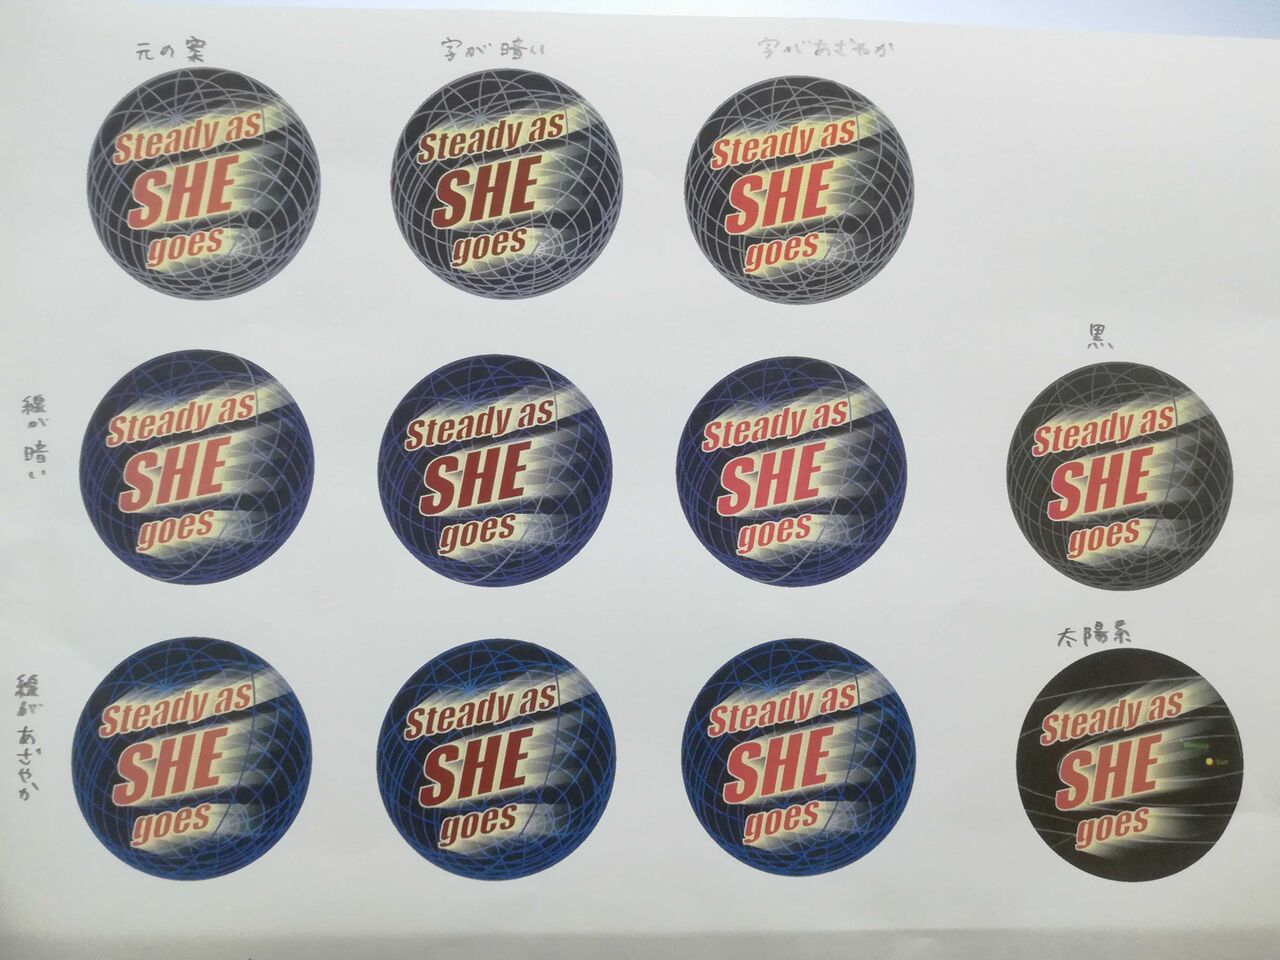 元の案
字が暗い
字があざやか
Steady as
SHE
goes
Steady as
SHE
goes
Steady as
SHE
goes
線が暗い
黒
Steady as
SHE
goes
Steady as
SHE
goes
Steady as
SHE
goes
Steady as
SHE
goes
線があざやか
太陽系
Steady as
SHE
goes
Steady as
SHE
goes
Steady as
SHE
goes
Steady as
SHE
goes
Sun